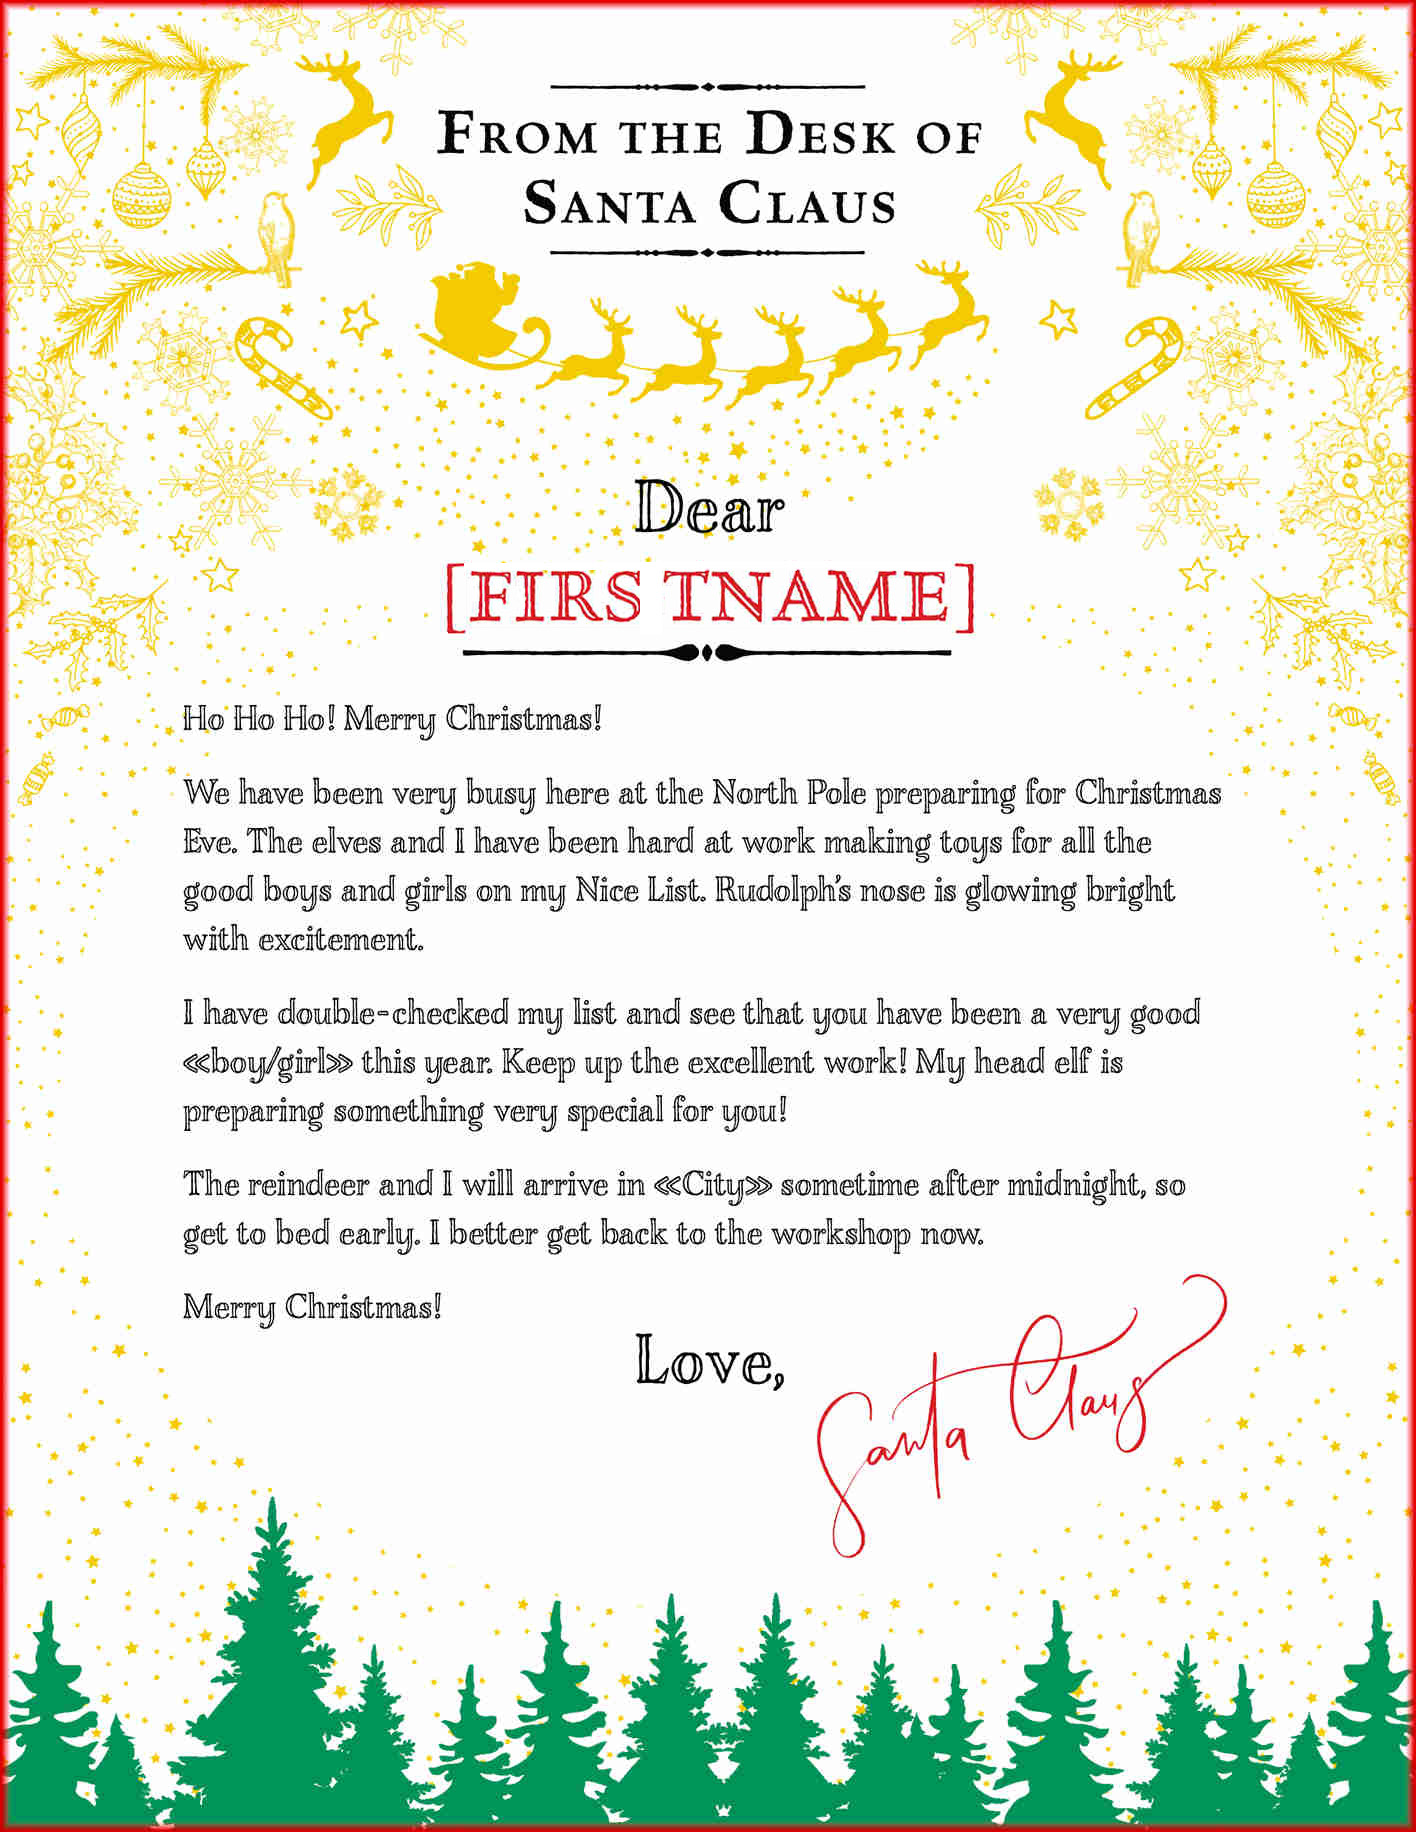 From the Desk of
Santa Claus
Dear
[FIRS TNAME]
Ho Ho Ho! Merry Christmas!
We have been very busy here at the North Pole preparing for Christmas
Eve. The elves and I have been hard at work making toys for all the
good boys and girls on my Nice List. Rudolph's nose is glowing bright
with excitement.
I have double-checked my list and see that you have been a very good
«boy/girl» this year. Keep up the excellent work! My head elf is
preparing something very special for you!
The reindeer and I will arrive in «City» sometime after midnight, so
get to bed early. I better get back to the workshop now.
Merry Christmas!
Love,
Santa Claus